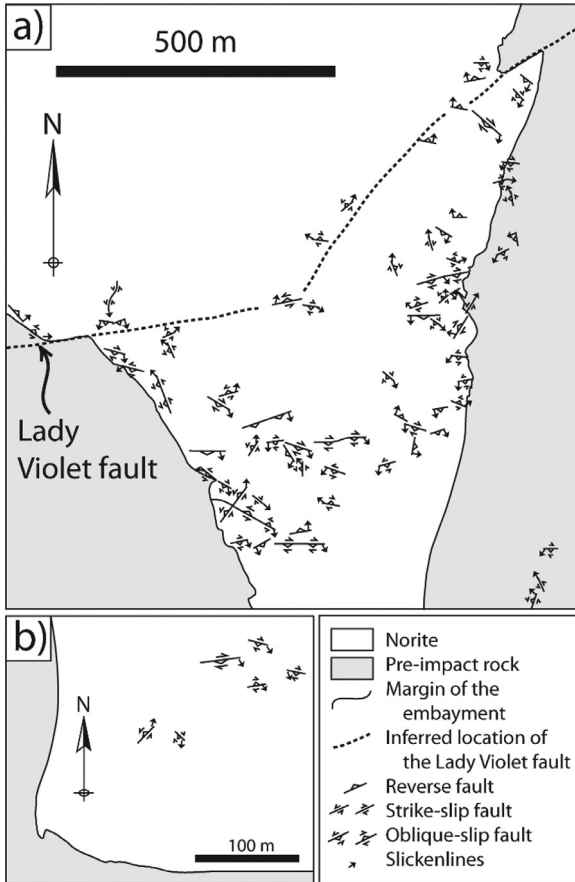 a)
500 m
N
Lady
Violet fault
b)
N
100 m
Norite
Pre-impact rock
Margin of the
embayment
Inferred location of
the Lady Violet fault
Reverse fault
Strike-slip fault
Oblique-slip fault
Slickenlines